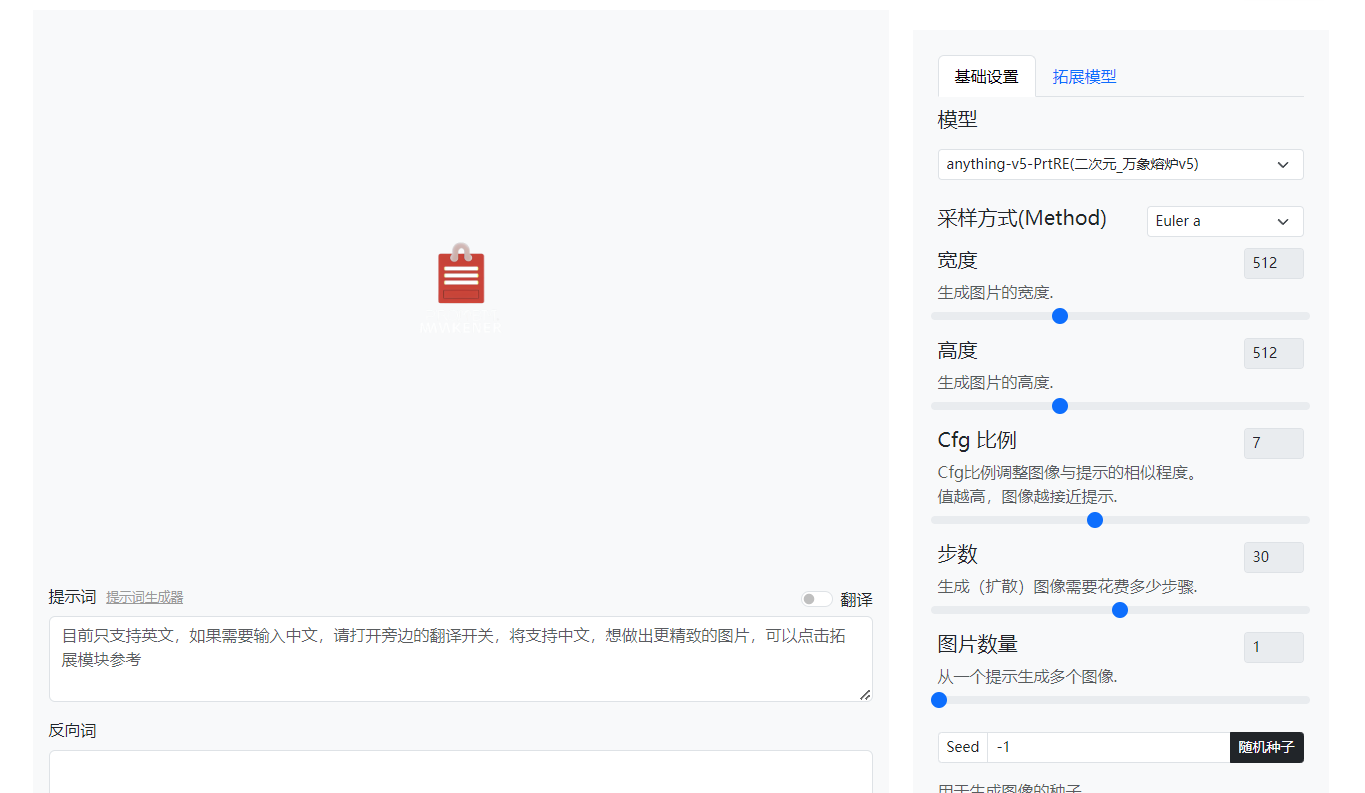 提示词 提示词生成器
翻译
目前只支持英文，如果需要输入中文，请打开旁边的翻译开关，将支持中文，想做出更精致的图片，可以点击拓
展模块参考
反向词
基础设置 拓展模型
模型
anything-v5-PrtRE(二次元_万象熔炉v5)
采样方式(Method) Euler a
宽度 512
生成图片的宽度.
高度 512
生成图片的高度.
Cfg 比例 7
Cfg比例调整图像与提示的相似程度。
值越高，图像越接近提示.
步数 30
生成（扩散）图像需要花费多少步骤.
图片数量 1
从一个提示生成多个图像.
Seed -1 随机种子
用于生成图像的种子